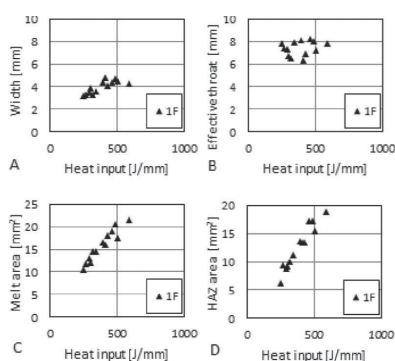 10
8
6
4
2
0
Width [mm]
▲ 1F
0 500 1000
A
Heat input [J/mm]
10
8
6
4
2
0
Effective throat [mm]
▲ 1F
0 500 1000
B
Heat input [J/mm]
25
20
15
10
5
0
Melt area [mm²]
▲ 1F
0 500 1000
C
Heat input [J/mm]
20
15
10
5
0
HAZ area [mm²]
▲ 1F
0 500 1000
D
Heat input [J/mm]